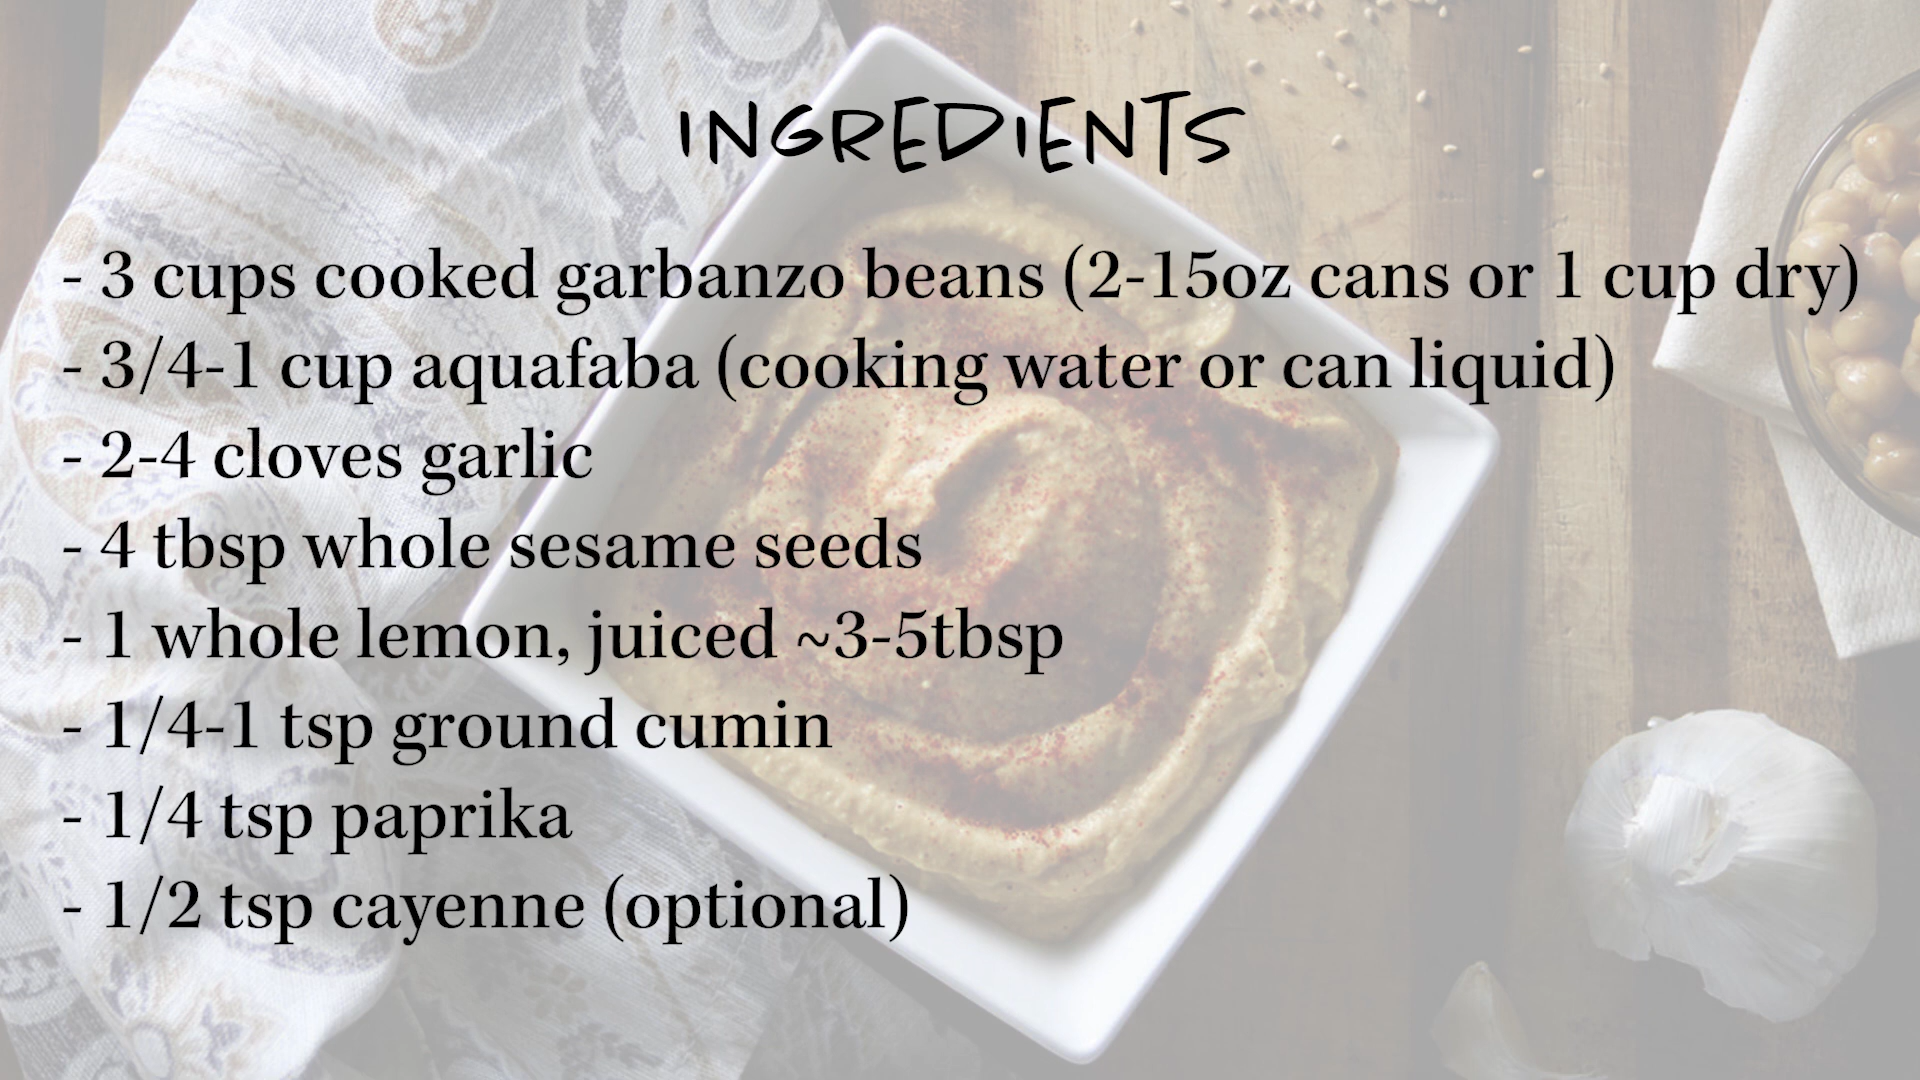 INGREDIENTS
- 3 cups cooked garbanzo beans (2-15oz cans or 1 cup dry)
- 3/4-1 cup aquafaba (cooking water or can liquid)
- 2-4 cloves garlic
- 4 tbsp whole sesame seeds
- 1 whole lemon, juiced ~3-5tbsp
- 1/4-1 tsp ground cumin
- 1/4 tsp paprika
- 1/2 tsp cayenne (optional)